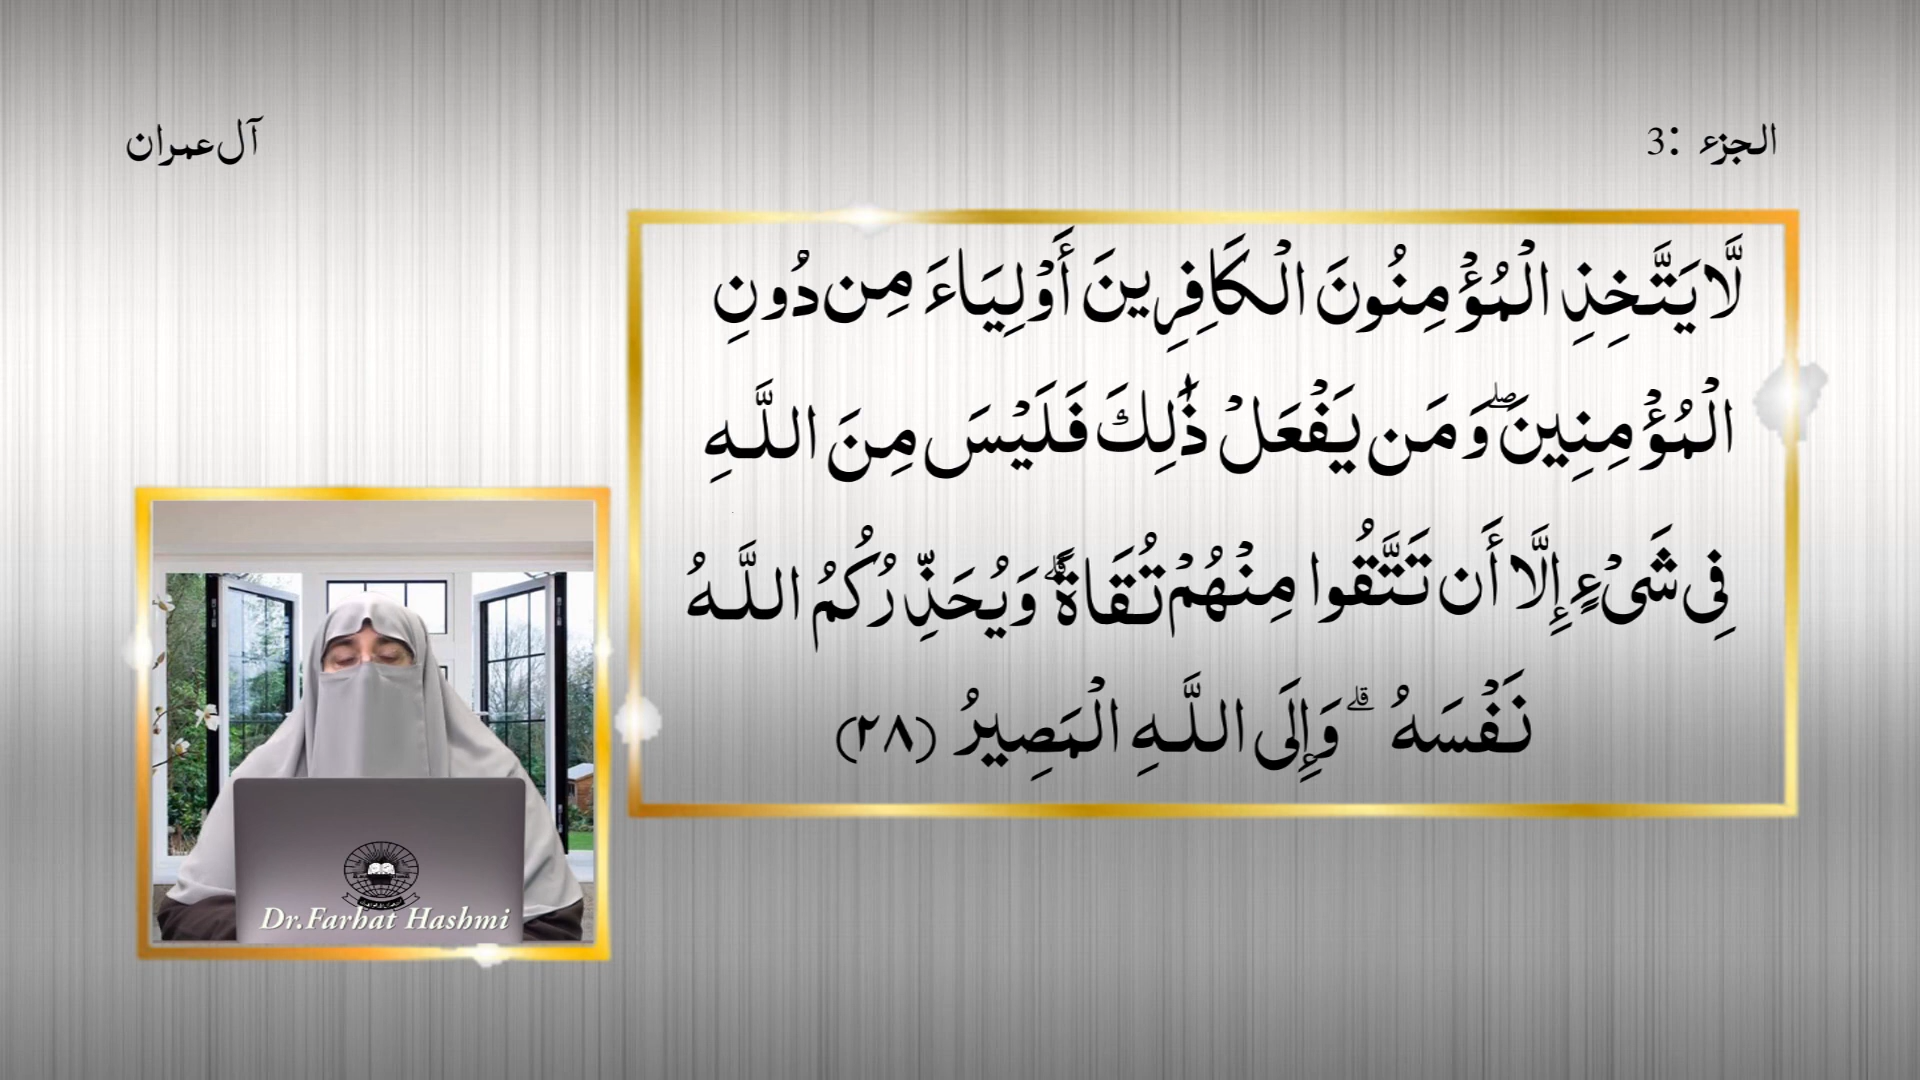 الجزء :3
آل عمران
لَّا يَتَّخِذِ الْمُؤْمِنُونَ الْكَافِرِينَ أَوْلِيَاءَ مِن دُونِ
الْمُؤْمِنِينَ ۖ وَمَن يَفْعَلْ ذَٰلِكَ فَلَيْسَ مِنَ اللَّهِ
فِي شَيْءٍ إِلَّا أَن تَتَّقُوا مِنْهُمْ تُقَاةً ۗ وَيُحَذِّرُكُمُ اللَّهُ
نَفْسَهُ ۗ وَإِلَى اللَّهِ الْمَصِيرُ (٢٨)
Dr.Farhat Hashmi